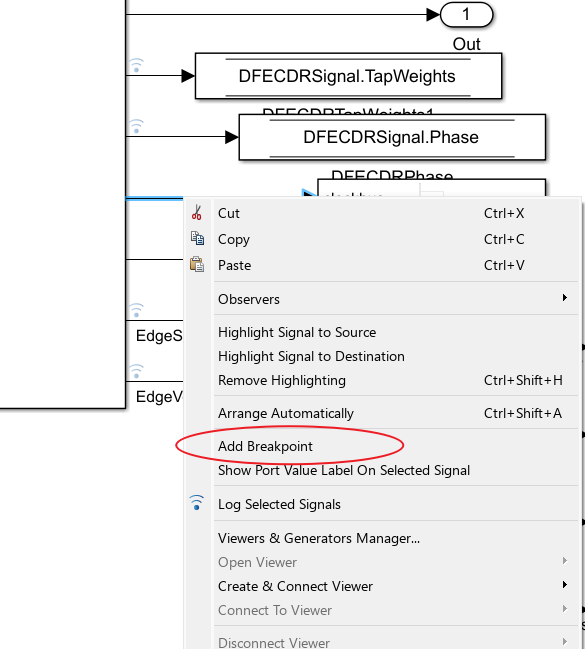 1
Out
DFECDRSignal.TapWeights
DFECDRTapWeights1
DFECDRSignal.Phase
DFECDRPhase
EdgeS
EdgeV
Cut Ctrl+X
Copy Ctrl+C
Paste Ctrl+V
Observers
Highlight Signal to Source
Highlight Signal to Destination
Remove Highlighting Ctrl+Shift+H
Arrange Automatically Ctrl+Shift+A
Add Breakpoint
Show Port Value Label On Selected Signal
Log Selected Signals
Viewers & Generators Manager...
Open Viewer
Create & Connect Viewer
Connect To Viewer
Disconnect Viewer